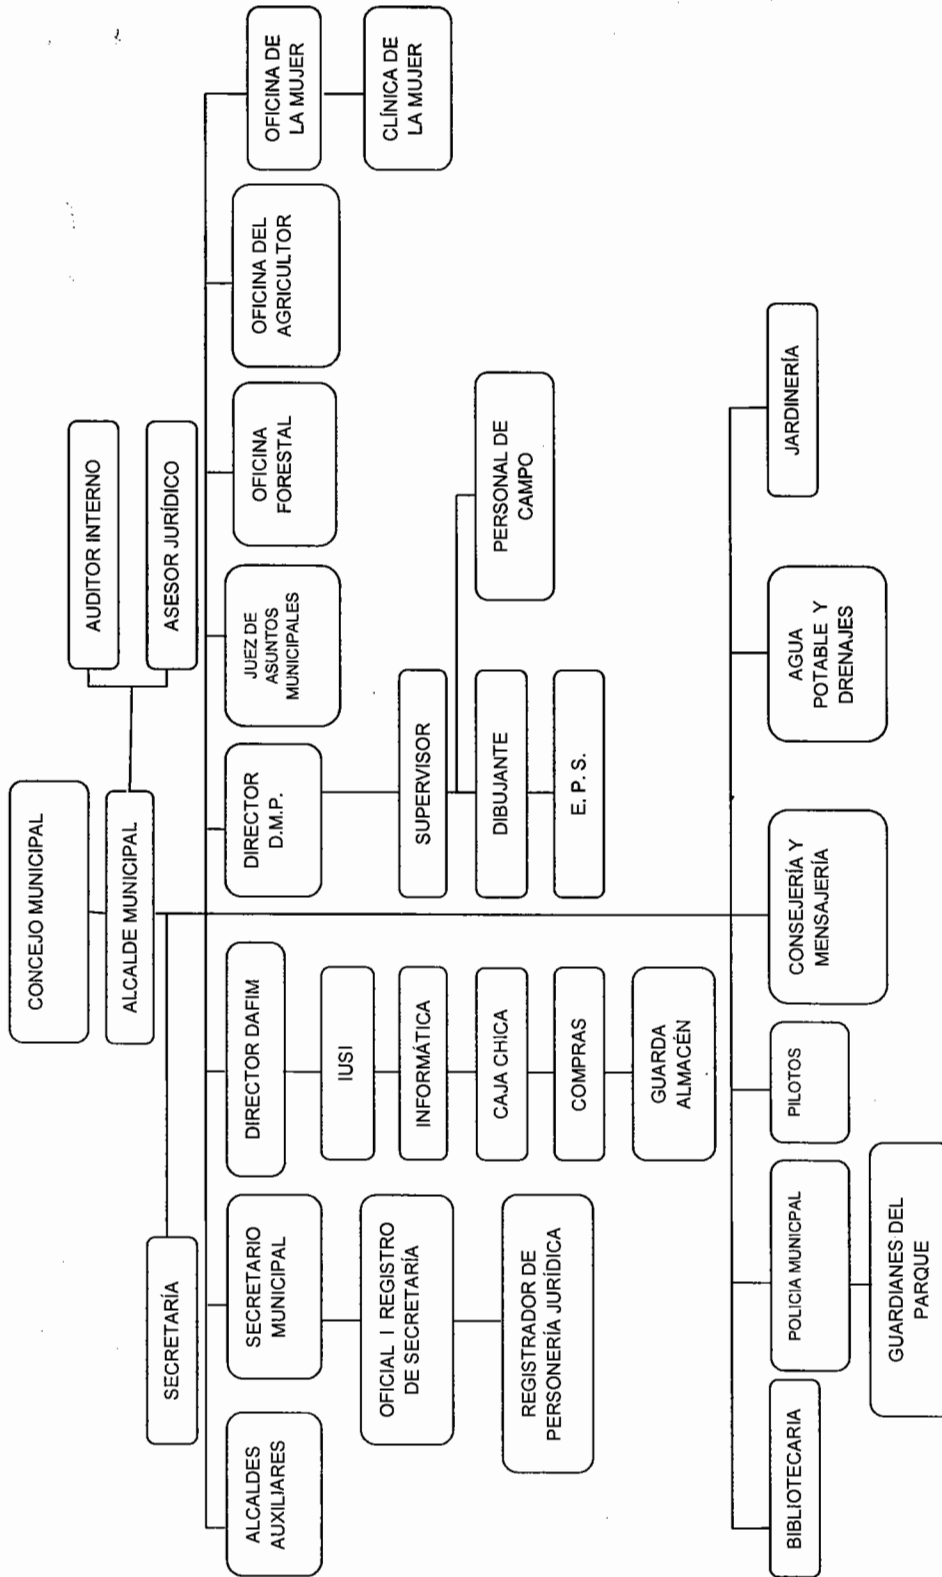 CONCEJO MUNICIPAL
ALCALDE MUNICIPAL
AUDITOR INTERNO
ASESOR JURÍDICO
SECRETARÍA
ALCALDES
AUXILIARES
SECRETARIO
MUNICIPAL
OFICIAL I REGISTRO
DE SECRETARÍA
REGISTRADOR DE
PERSONERÍA JURÍDICA
DIRECTOR DAFIM
IUSI
INFORMÁTICA
CAJA CHICA
COMPRAS
GUARDA
ALMACÉN
DIRECTOR
D.M.P.
SUPERVISOR
DIBUJANTE
E. P. S.
PERSONAL DE
CAMPO
JUEZ DE
ASUNTOS
MUNICIPALES
OFICINA
FORESTAL
OFICINA DEL
AGRICULTOR
OFICINA DE
LA MUJER
CLÍNICA DE
LA MUJER
BIBLIOTECARIA
POLICIA MUNICPAL
GUARDIANES DEL
PARQUE
PILOTOS
CONSEJERÍA Y
MENSAJERÍA
AGUA
POTABLE Y
DRENAJES
JARDINERÍA